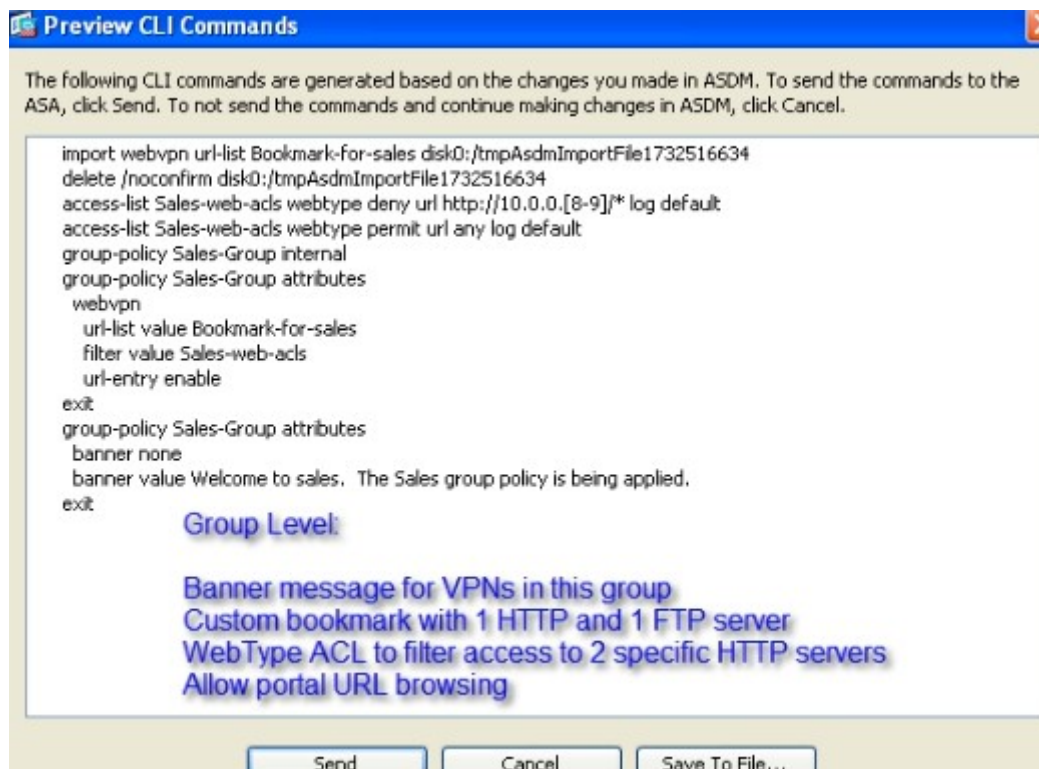 Preview CLI Commands
The following CLI commands are generated based on the changes you made in ASDM. To send the commands to the
ASA, click Send. To not send the commands and continue making changes in ASDM, click Cancel.
import webvpn url-list Bookmark-for-sales disk0:/tmpAsdmImportFile1732516634
delete /noconfirm disk0:/tmpAsdmImportFile1732516634
access-list Sales-web-acls webtype deny url http://10.0.0.[8-9]/* log default
access-list Sales-web-acls webtype permit url any log default
group-policy Sales-Group internal
group-policy Sales-Group attributes
webvpn
url-list value Bookmark-for-sales
filter value Sales-web-acls
url-entry enable
exit
group-policy Sales-Group attributes
banner none
banner value Welcome to sales.  The Sales group policy is being applied.
exit
Group Level:
Banner message for VPNs in this group
Custom bookmark with 1 HTTP and 1 FTP server
WebType ACL to filter access to 2 specific HTTP servers
Allow portal URL browsing
Send Cancel Save To File...